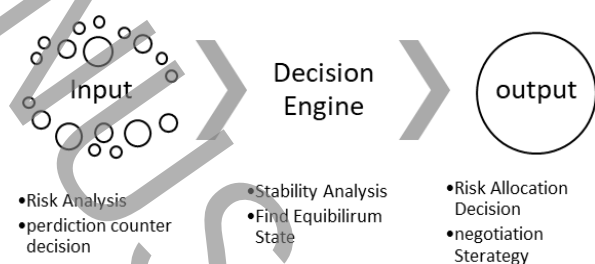 Input
Decision
Engine
output
•Risk Analysis
•perdiction counter
decision
•Stability Analysis
•Find Equibilirum
State
•Risk Allocation
Decision
•negotiation
Sterategy